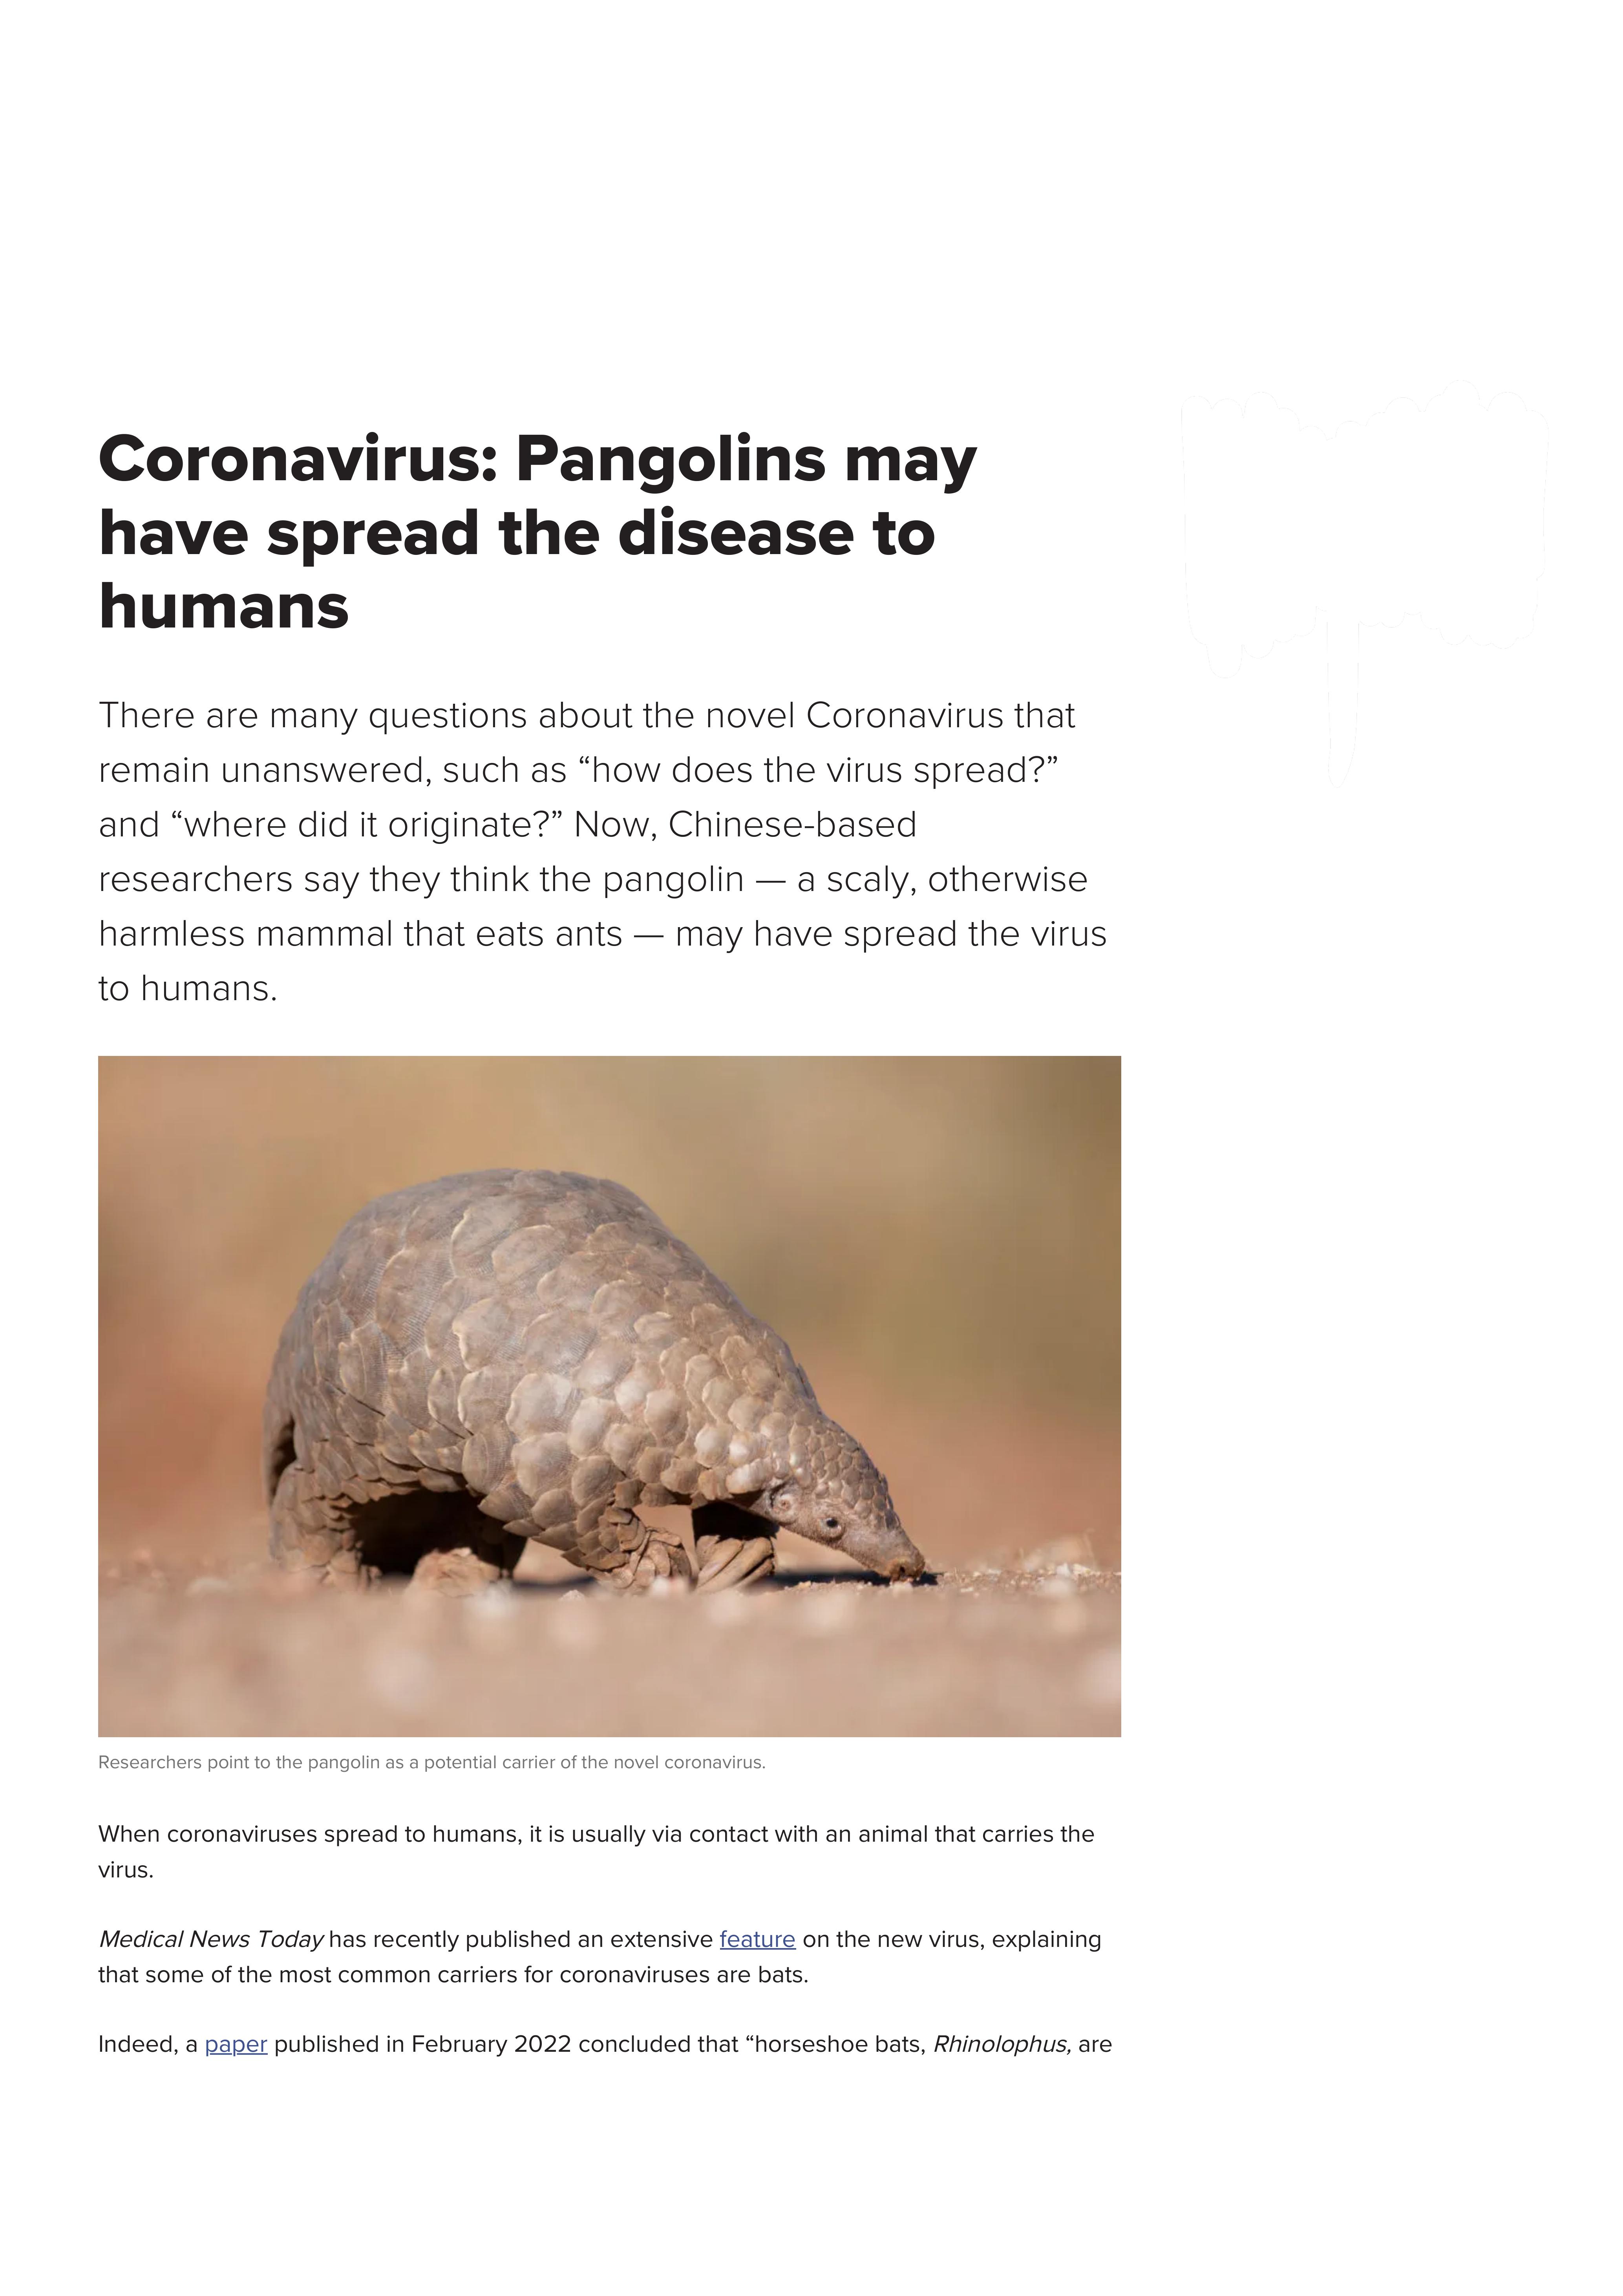 Coronavirus: Pangolins may
have spread the disease to
humans
There are many questions about the novel Coronavirus that
remain unanswered, such as “how does the virus spread?”
and “where did it originate?” Now, Chinese-based
researchers say they think the pangolin — a scaly, otherwise
harmless mammal that eats ants — may have spread the virus
to humans.
Researchers point to the pangolin as a potential carrier of the novel coronavirus.
When coronaviruses spread to humans, it is usually via contact with an animal that carries the
virus.
Medical News Today has recently published an extensive feature on the new virus, explaining
that some of the most common carriers for coronaviruses are bats.
Indeed, a paper published in February 2022 concluded that “horseshoe bats, Rhinolophus, are